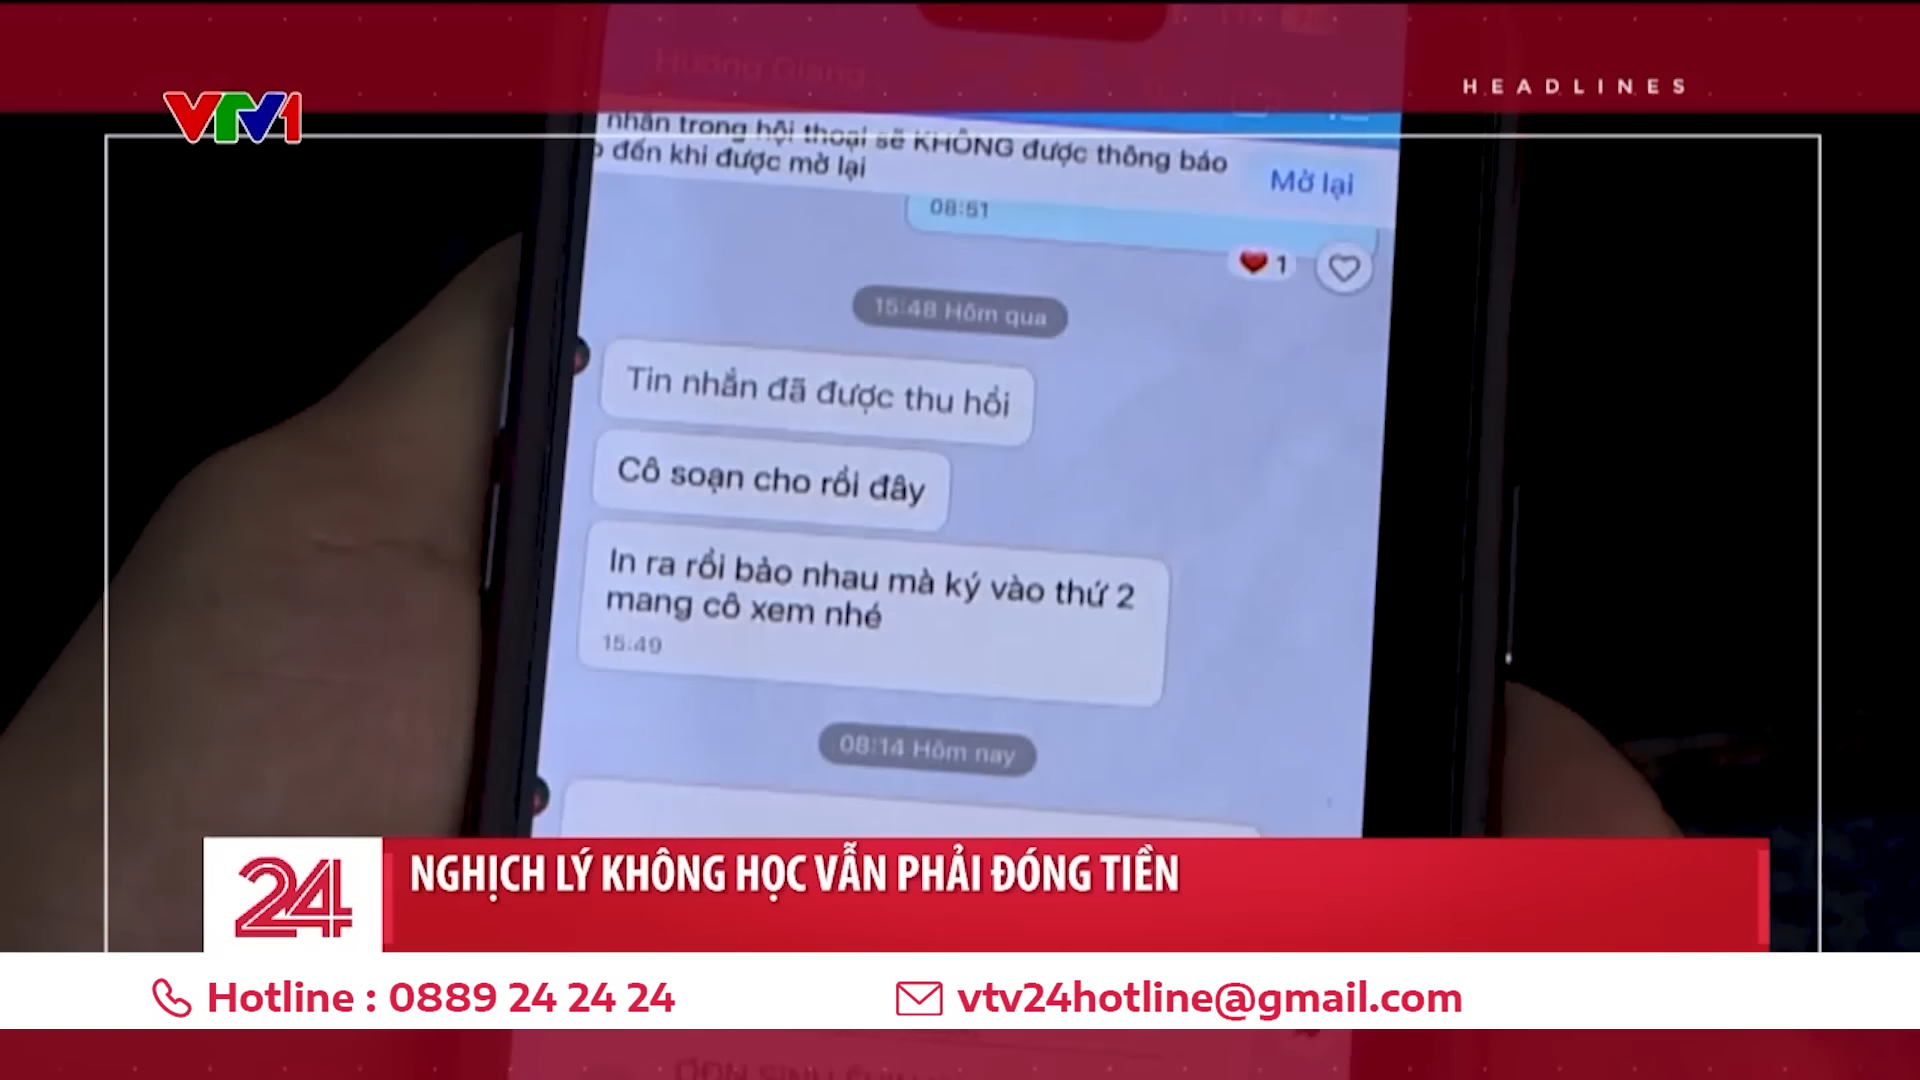 HEADLINES
VTV1
Hương Giang
nhắn trong hội thoại sẽ KHÔNG được thông báo
đến khi được mở lại
Mở lại
08:51
1
15:48 Hôm qua
Tin nhắn đã được thu hồi
Cô soạn cho rồi đây
In ra rồi bảo nhau mà ký vào thứ 2
mang cô xem nhé
15:49
08:14 Hôm nay
24
NGHỊCH LÝ KHÔNG HỌC VẪN PHẢI ĐÓNG TIỀN
Hotline : 0889 24 24 24
vtv24hotline@gmail.com